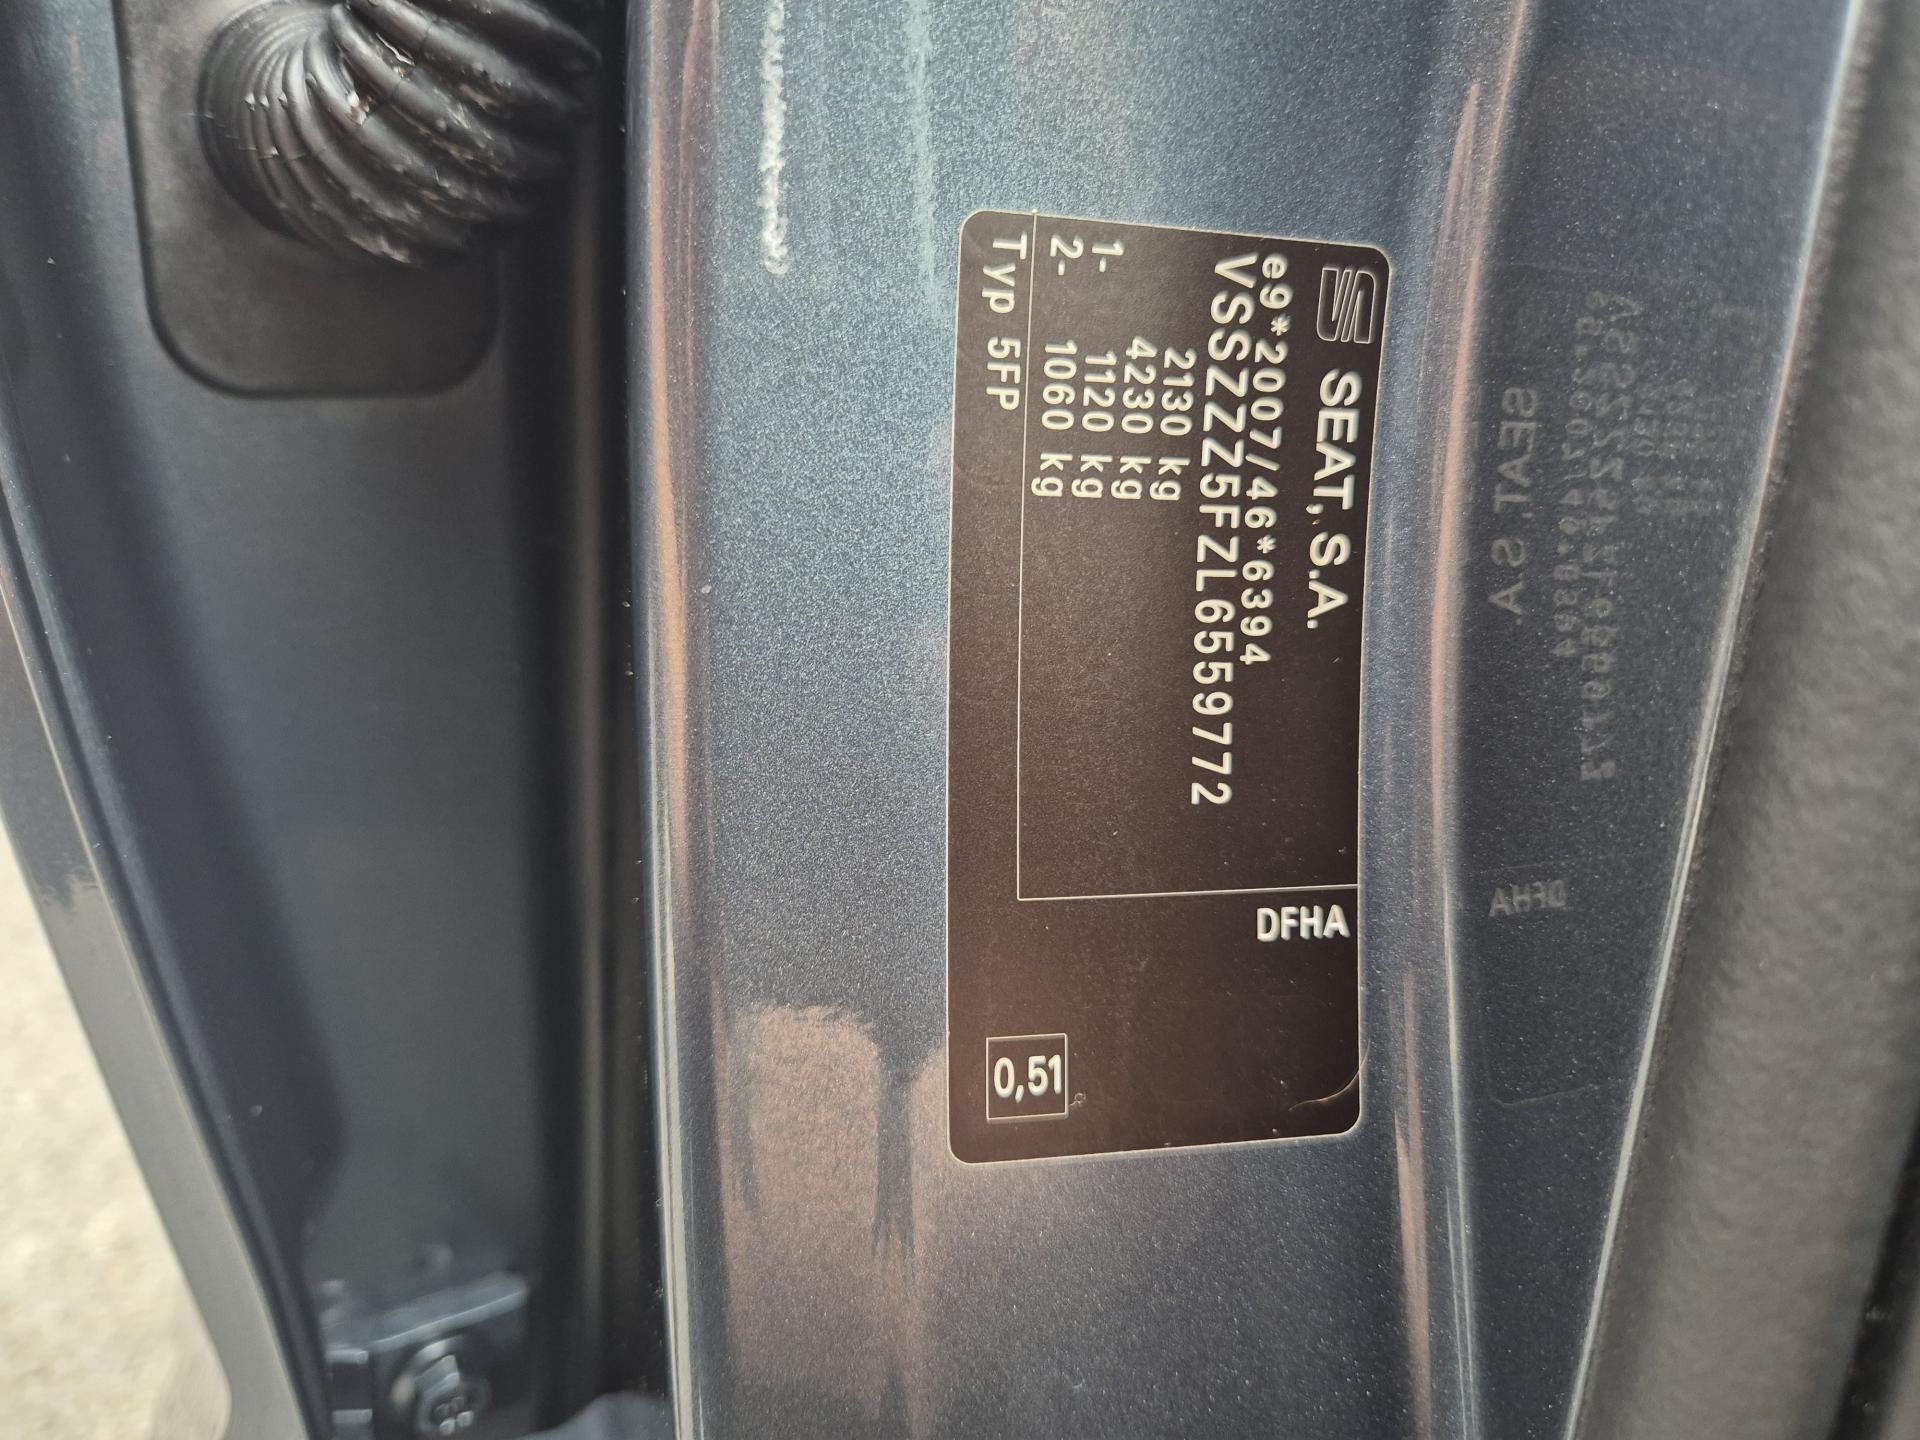 SEAT, S.A.
e9*2007/46*6394
VSSZZZ5FZL6559772
2130 kg
4230 kg
1- 1120 kg
2- 1060 kg
Typ 5FP
DFHA
0,51